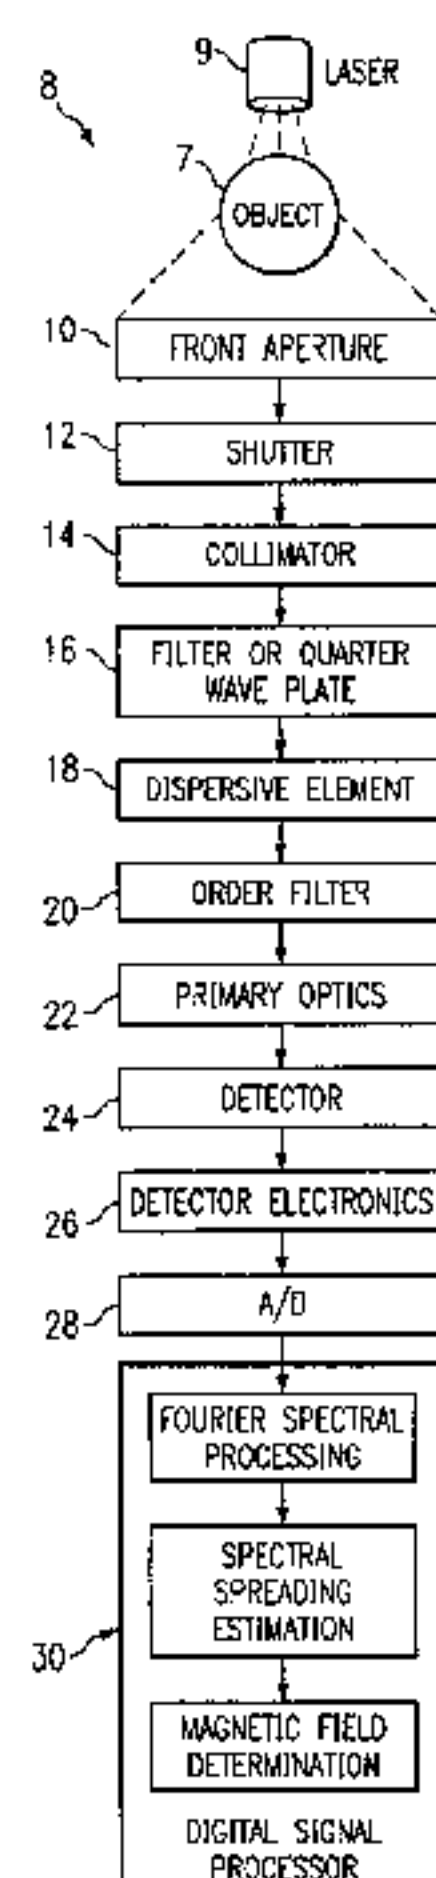 9
LASER
8
7
OBJECT
10
FRONT APERTURE
12
SHUTTER
14
COLLIMATOR
16
FILTER OR QUARTER
WAVE PLATE
18
DISPERSIVE ELEMENT
20
ORDER FILTER
22
PRIMARY OPTICS
24
DETECTOR
26
DETECTOR ELECTRONICS
28
A/D
FOURIER SPECTRAL
PROCESSING
SPECTRAL
SPREADING
ESTIMATION
30
MAGNETIC FIELD
DETERMINATION
DIGITAL SIGNAL
PROCESSOR